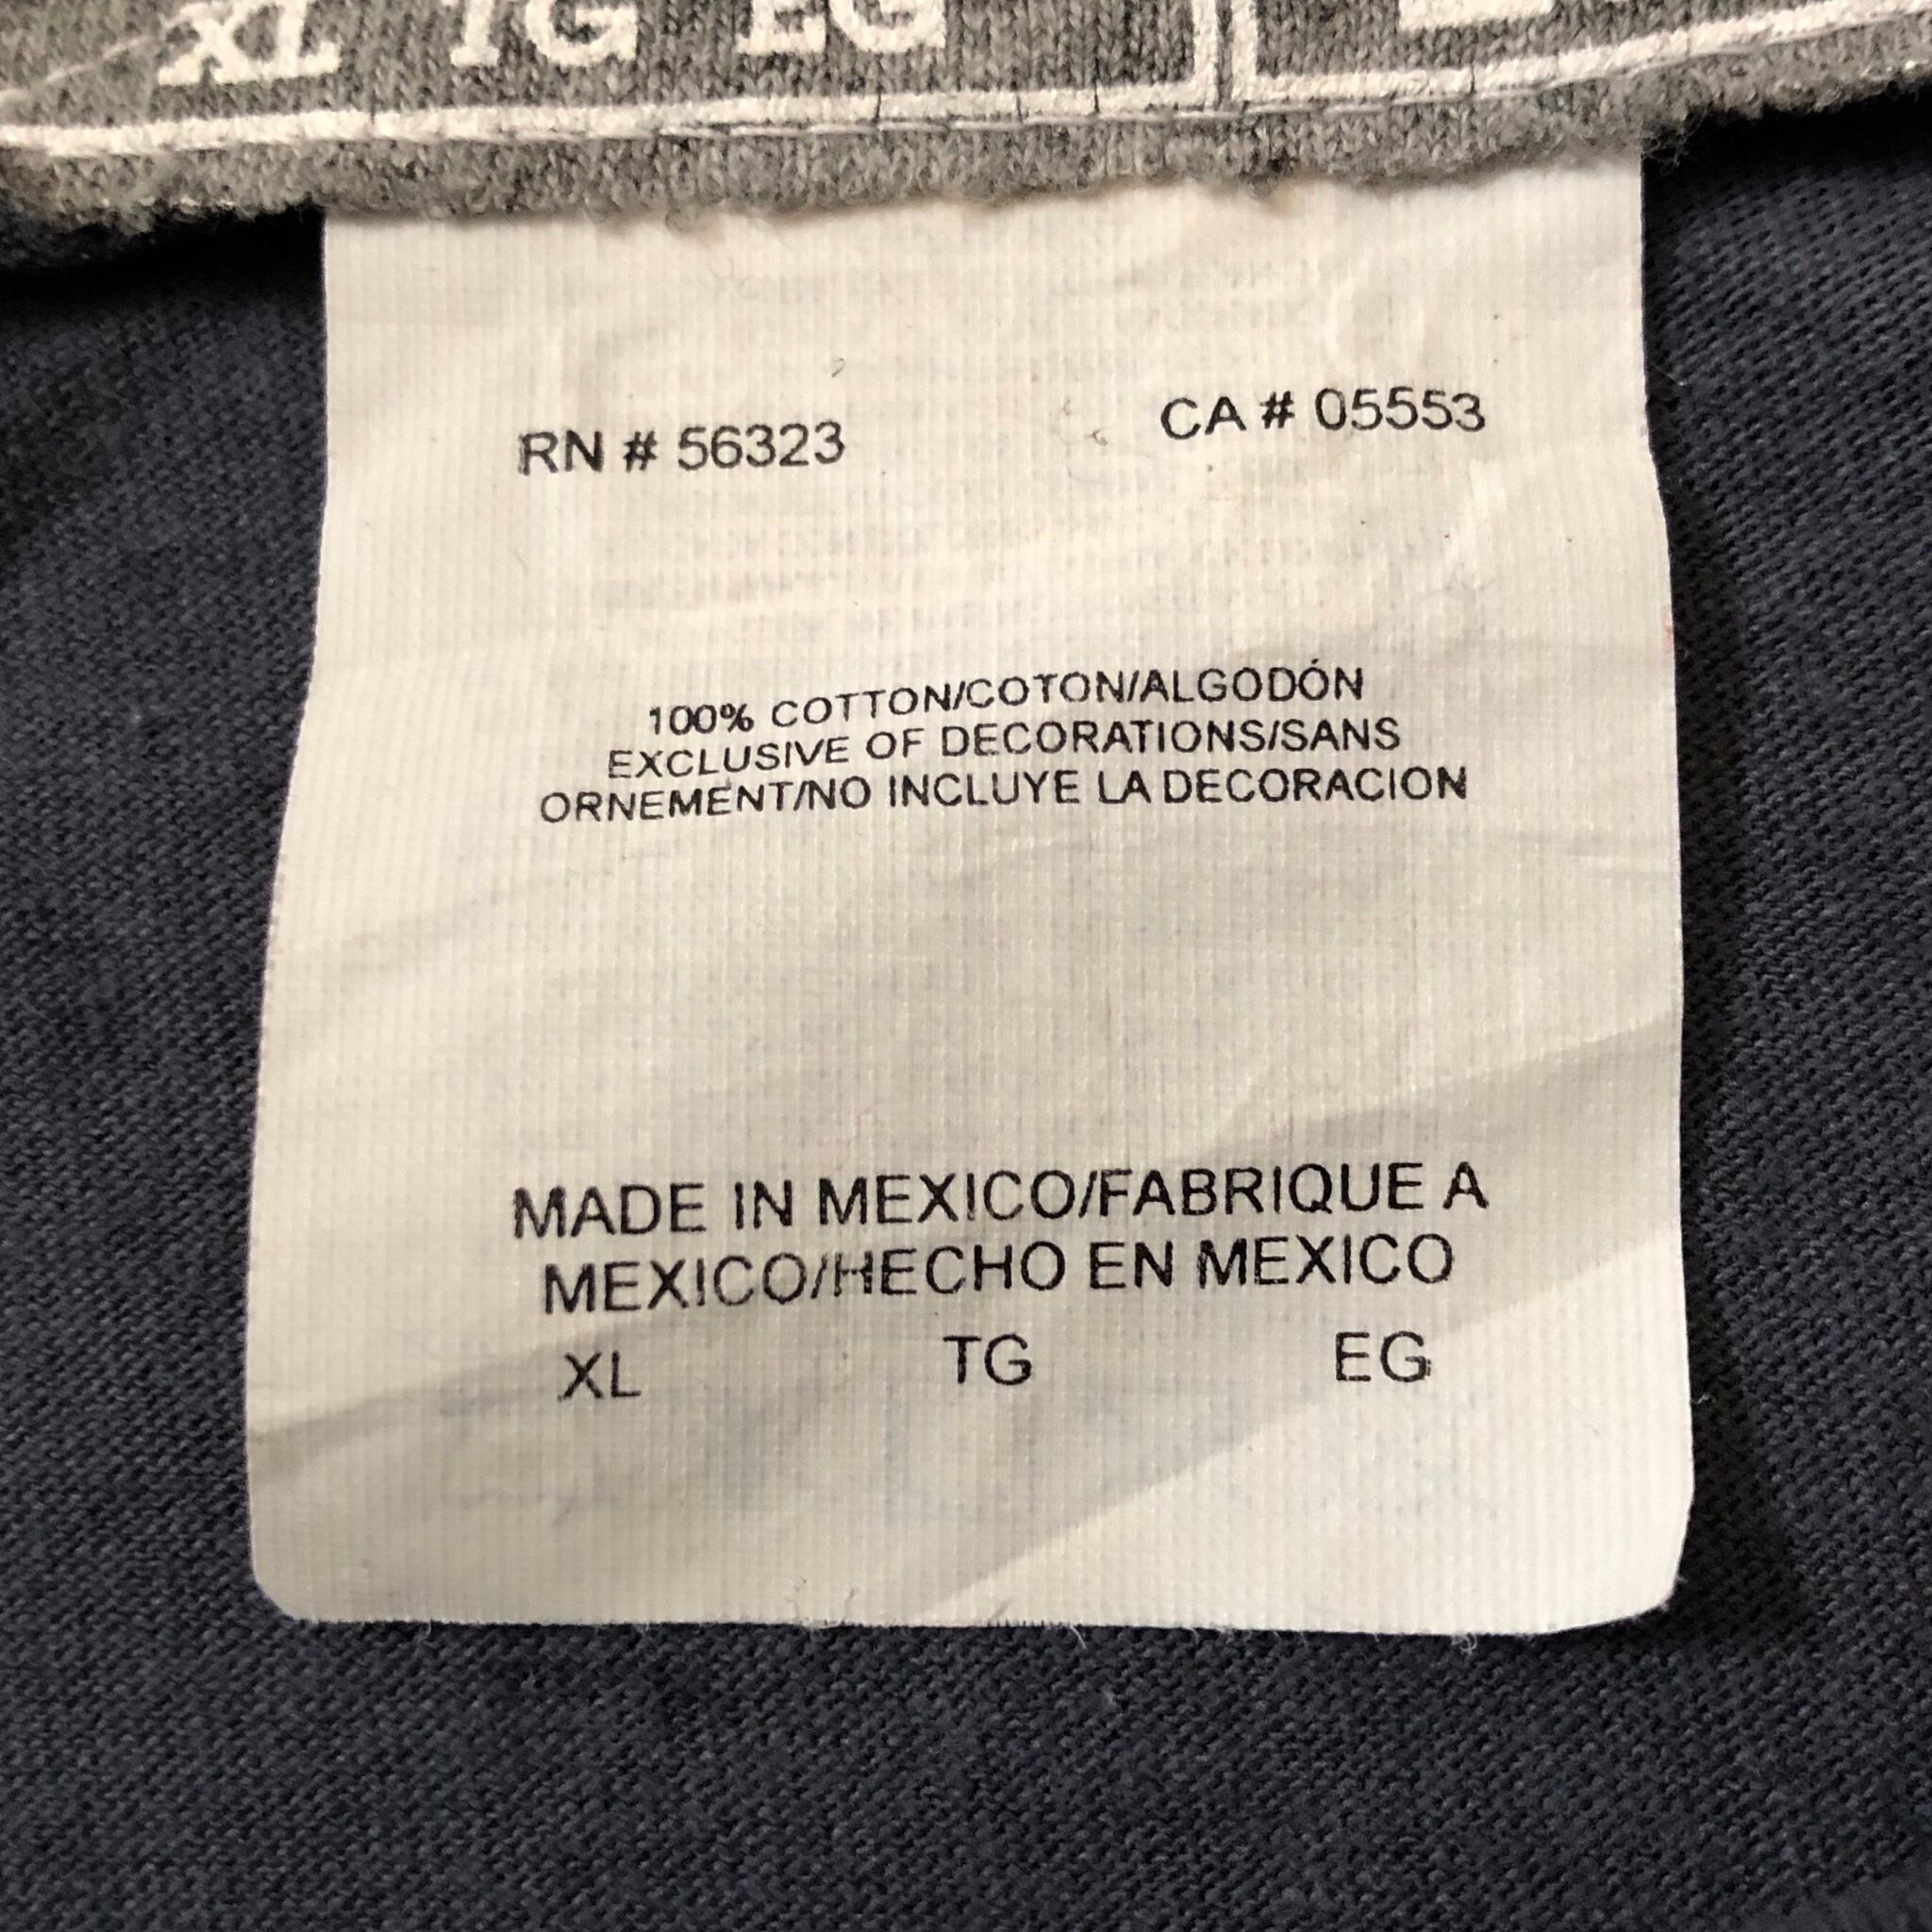 XL TG EG
RN # 56323 CA # 05553
100% COTTON/COTON/ALGODÓN
EXCLUSIVE OF DECORATIONS/SANS
ORNEMENT/NO INCLUYE LA DECORACION
MADE IN MEXICO/FABRIQUE A
MEXICO/HECHO EN MEXICO
XL TG EG